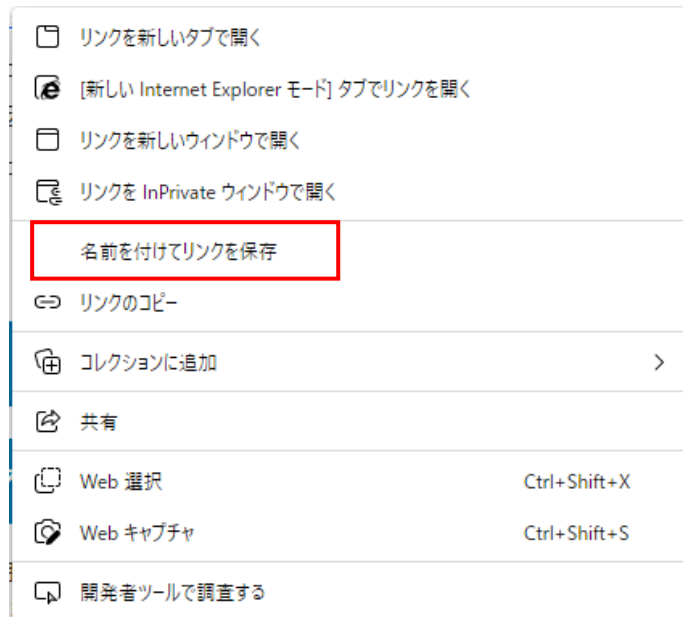 リンクを新しいタブで開く
[新しい Internet Explorer モード] タブでリンクを開く
リンクを新しいウィンドウで開く
リンクを InPrivate ウィンドウで開く
名前を付けてリンクを保存
リンクのコピー
コレクションに追加
共有
Web 選択 Ctrl+Shift+X
Web キャプチャ Ctrl+Shift+S
開発者ツールで調査する